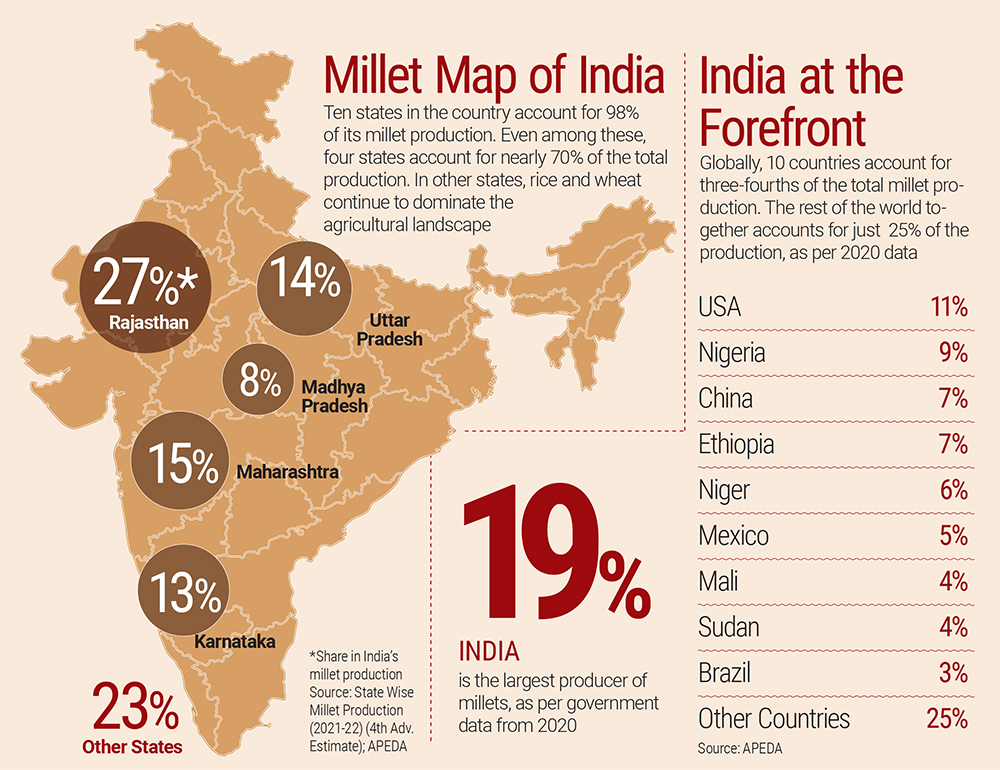 Millet Map of India
Ten states in the country account for 98%
of its millet production. Even among these,
four states account for nearly 70% of the total
production. In other states, rice and wheat
continue to dominate the
agricultural landscape
27%*
Rajasthan
14%
Uttar
Pradesh
8%
Madhya
Pradesh
15%
Maharashtra
13%
Karnataka
23%
Other States
*Share in India's
millet production
Source: State Wise
Millet Production
(2021-22) (4th Adv.
Estimate); APEDA
19%
INDIA
is the largest producer of
millets, as per government
data from 2020
India at the
Forefront
Globally, 10 countries account for
three-fourths of the total millet pro-
duction. The rest of the world to-
gether accounts for just 25% of the
production, as per 2020 data
USA 11%
Nigeria 9%
China 7%
Ethiopia 7%
Niger 6%
Mexico 5%
Mali 4%
Sudan 4%
Brazil 3%
Other Countries 25%
Source: APEDA